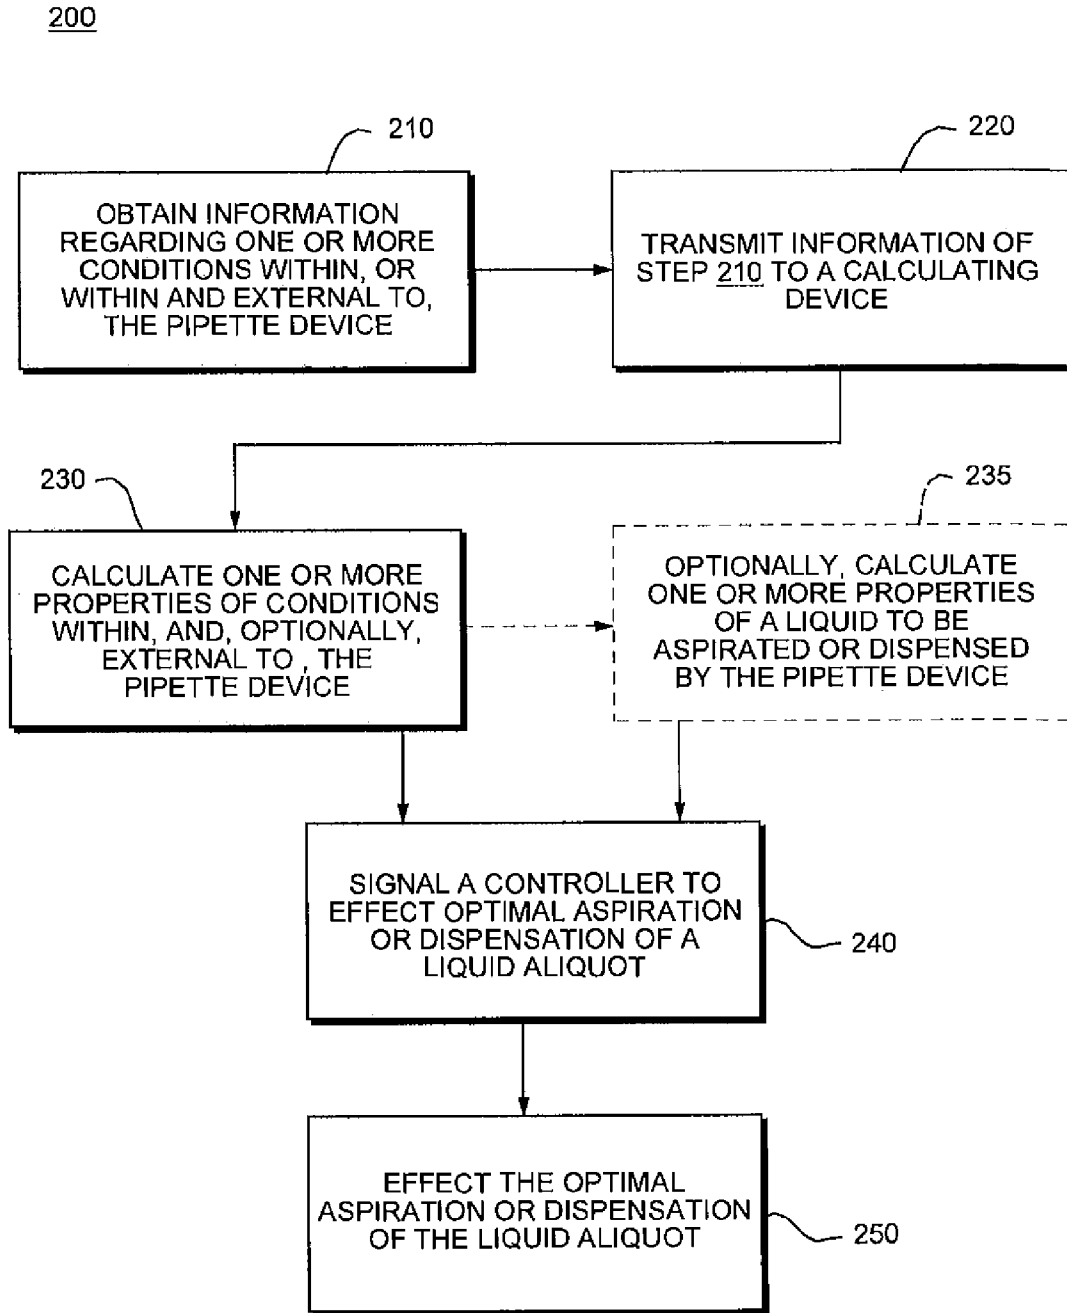 200
210
220
OBTAIN INFORMATION
REGARDING ONE OR MORE
CONDITIONS WITHIN, OR
WITHIN AND EXTERNAL TO,
THE PIPETTE DEVICE
TRANSMIT INFORMATION OF
STEP 210 TO A CALCULATING
DEVICE
230
235
CALCULATE ONE OR MORE
PROPERTIES OF CONDITIONS
WITHIN, AND, OPTIONALLY,
EXTERNAL TO , THE
PIPETTE DEVICE
OPTIONALLY, CALCULATE
ONE OR MORE PROPERTIES
OF A LIQUID TO BE
ASPIRATED OR DISPENSED
BY THE PIPETTE DEVICE
SIGNAL A CONTROLLER TO
EFFECT OPTIMAL ASPIRATION
OR DISPENSATION OF A
LIQUID ALIQUOT
240
EFFECT THE OPTIMAL
ASPIRATION OR DISPENSATION
OF THE LIQUID ALIQUOT
250